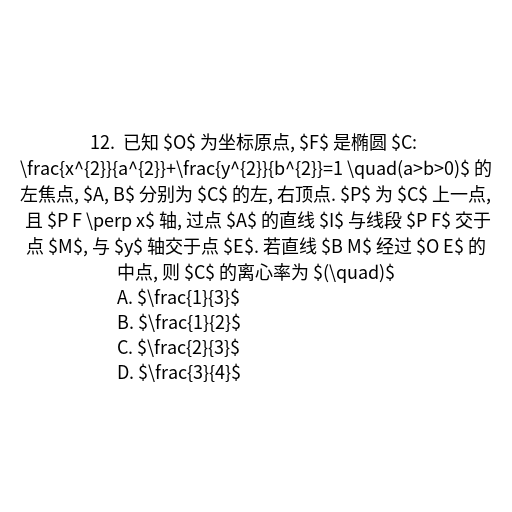 12. 已知 $O$ 为坐标原点, $F$ 是椭圆 $C:
\frac{x^{2}}{a^{2}}+\frac{y^{2}}{b^{2}}=1 \quad(a>b>0)$ 的
左焦点, $A, B$ 分别为 $C$ 的左, 右顶点. $P$ 为 $C$ 上一点,
且 $P F \perp x$ 轴, 过点 $A$ 的直线 $I$ 与线段 $P F$ 交于
点 $M$, 与 $y$ 轴交于点 $E$. 若直线 $B M$ 经过 $O E$ 的
中点, 则 $C$ 的离心率为 $(\quad)$
A. $\frac{1}{3}$
B. $\frac{1}{2}$
C. $\frac{2}{3}$
D. $\frac{3}{4}$